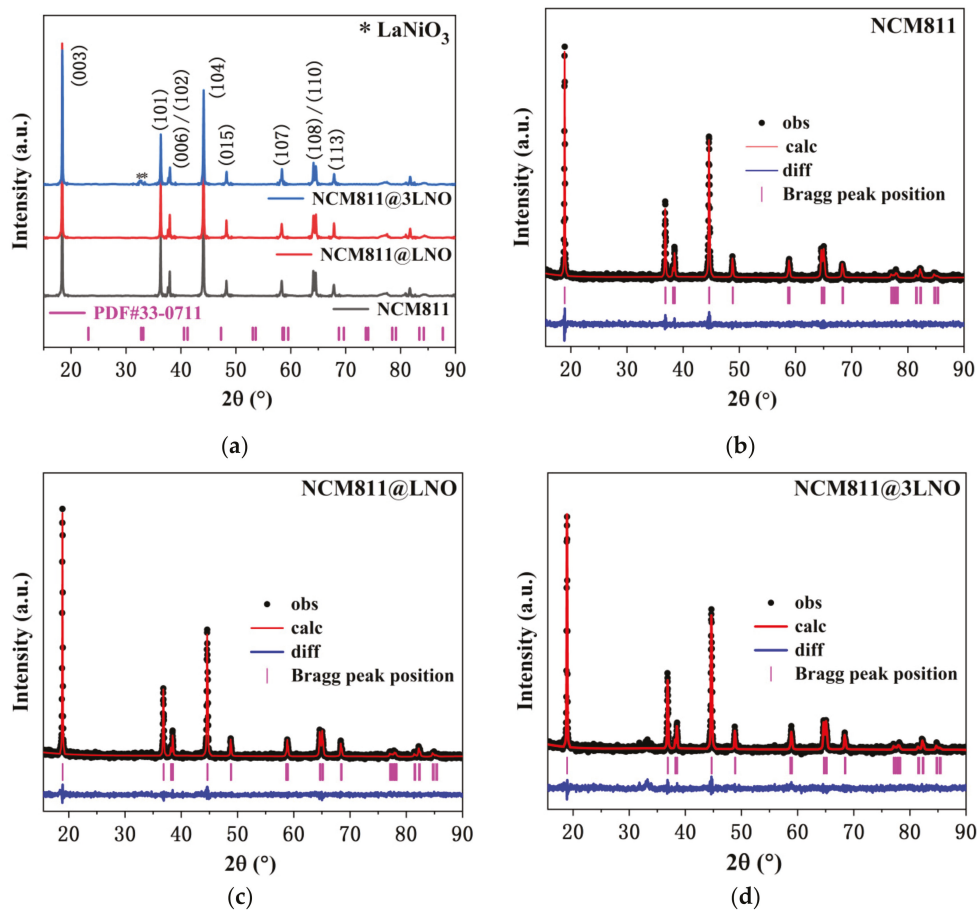 * LaNiO₃
(003)
(101)
(006)/(102)
(104)
(015)
(107)
(108)/(110)
(113)
**
NCM811@3LNO
NCM811@LNO
NCM811
PDF#33-0711
Intensity (a.u.)
20 30 40 50 60 70 80 90
2θ (°)
(a)
NCM811
obs
calc
diff
Bragg peak position
Intensity (a.u.)
20 30 40 50 60 70 80 90
2θ (°)
(b)
NCM811@LNO
obs
calc
diff
Bragg peak position
Intensity (a.u.)
20 30 40 50 60 70 80 90
2θ (°)
(c)
NCM811@3LNO
obs
calc
diff
Bragg peak position
Intensity (a.u.)
20 30 40 50 60 70 80 90
2θ (°)
(d)